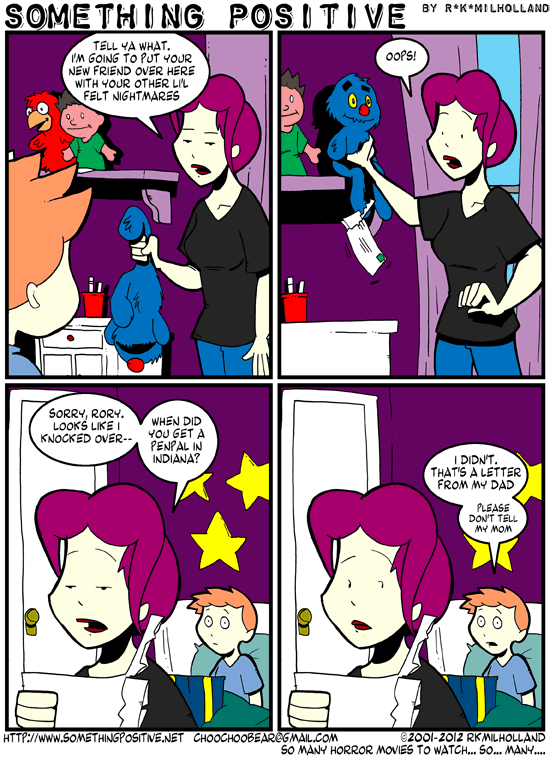 SOMETHING POSITIVE BY R*K*MILHOLLAND
TELL YA WHAT.
I'M GOING TO PUT YOUR
NEW FRIEND OVER HERE
WITH YOUR OTHER LI'L
FELT NIGHTMARES
OOPS!
SORRY, RORY.
LOOKS LIKE I
KNOCKED OVER--
WHEN DID
YOU GET A
PENPAL IN
INDIANA?
I DIDN'T.
THAT'S A LETTER
FROM MY DAD
PLEASE
DON'T TELL
MY MOM
HTTP://WWW.SOMETHINGPOSITIVE.NET CHOOCHOOBEAR@GMAIL.COM ©2001-2012 RKMILHOLLAND
SO MANY HORROR MOVIES TO WATCH... SO... MANY....